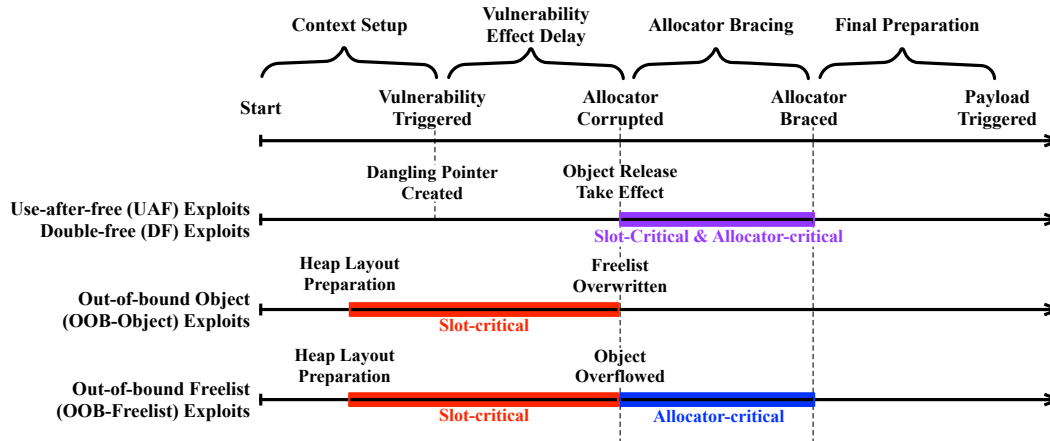 Context Setup
Vulnerability
Effect Delay
Allocator Bracing
Final Preparation
Start
Vulnerability
Triggered
Allocator
Corrupted
Allocator
Braced
Payload
Triggered
Dangling Pointer
Created
Object Release
Take Effect
Use-after-free (UAF) Exploits
Double-free (DF) Exploits
Slot-Critical & Allocator-critical
Heap Layout
Preparation
Freelist
Overwritten
Out-of-bound Object
(OOB-Object) Exploits
Slot-critical
Heap Layout
Preparation
Object
Overflowed
Out-of-bound Freelist
(OOB-Freelist) Exploits
Slot-critical
Allocator-critical